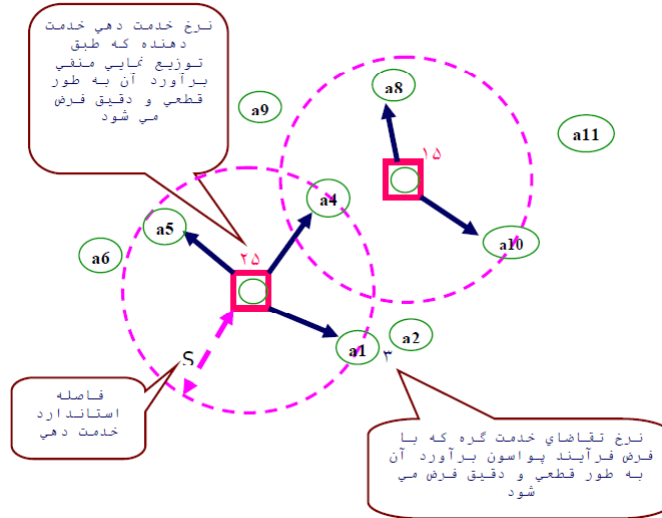 نرخ خدمت دهي خدمت
دهنده که طبق
توزيع نمايي منفي
برآورد آن به طور
قطعي و دقيق فرض
مي شود
a8
a9
۱۵
a11
a4
a5
a10
۲۵
a6
a2
a1
۳
S
فاصله
استاندارد
خدمت دهي
نرخ تقاضاي خدمت گره که با
فرض فرآيند پواسون برآورد آن
به طور قطعي و دقيق فرض مي
شود